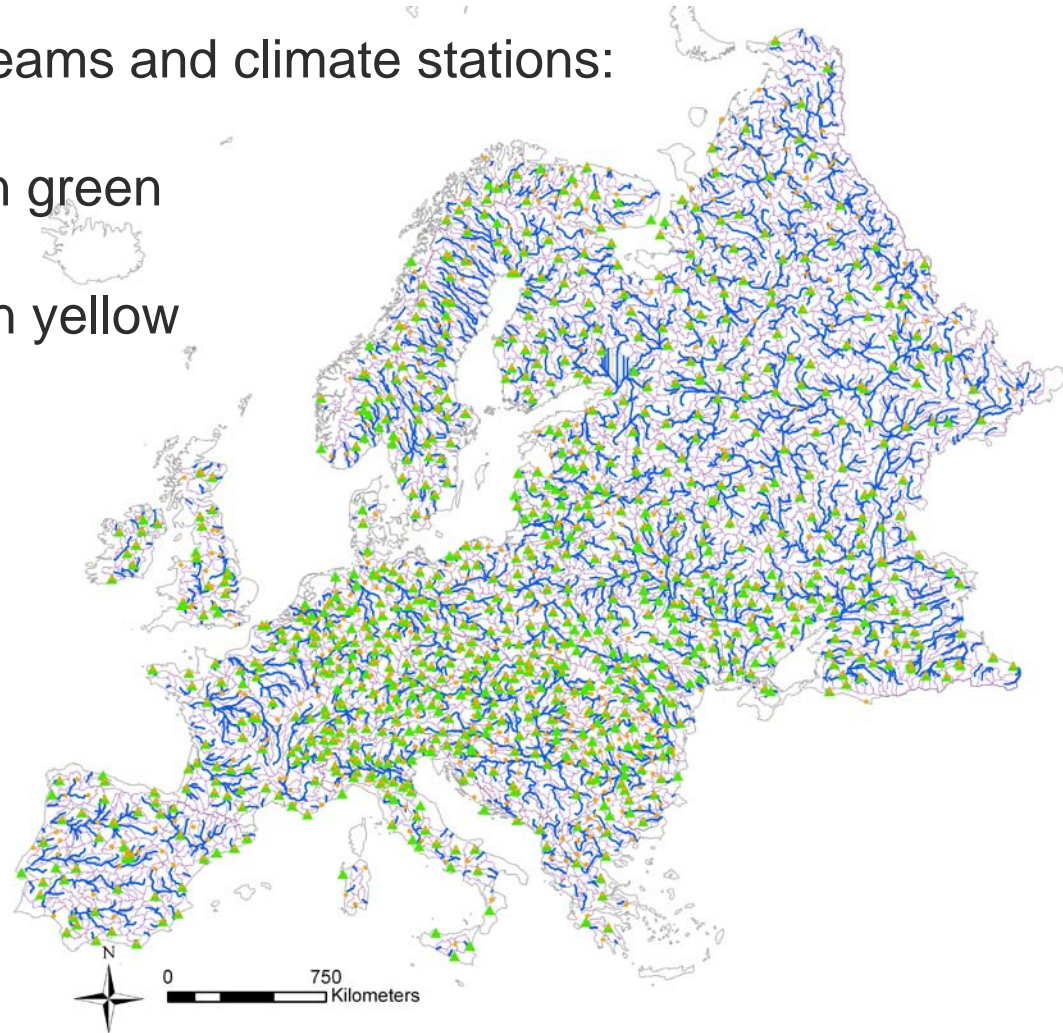 eams and climate stations:
n green
n yellow
N
0 750
Kilometers